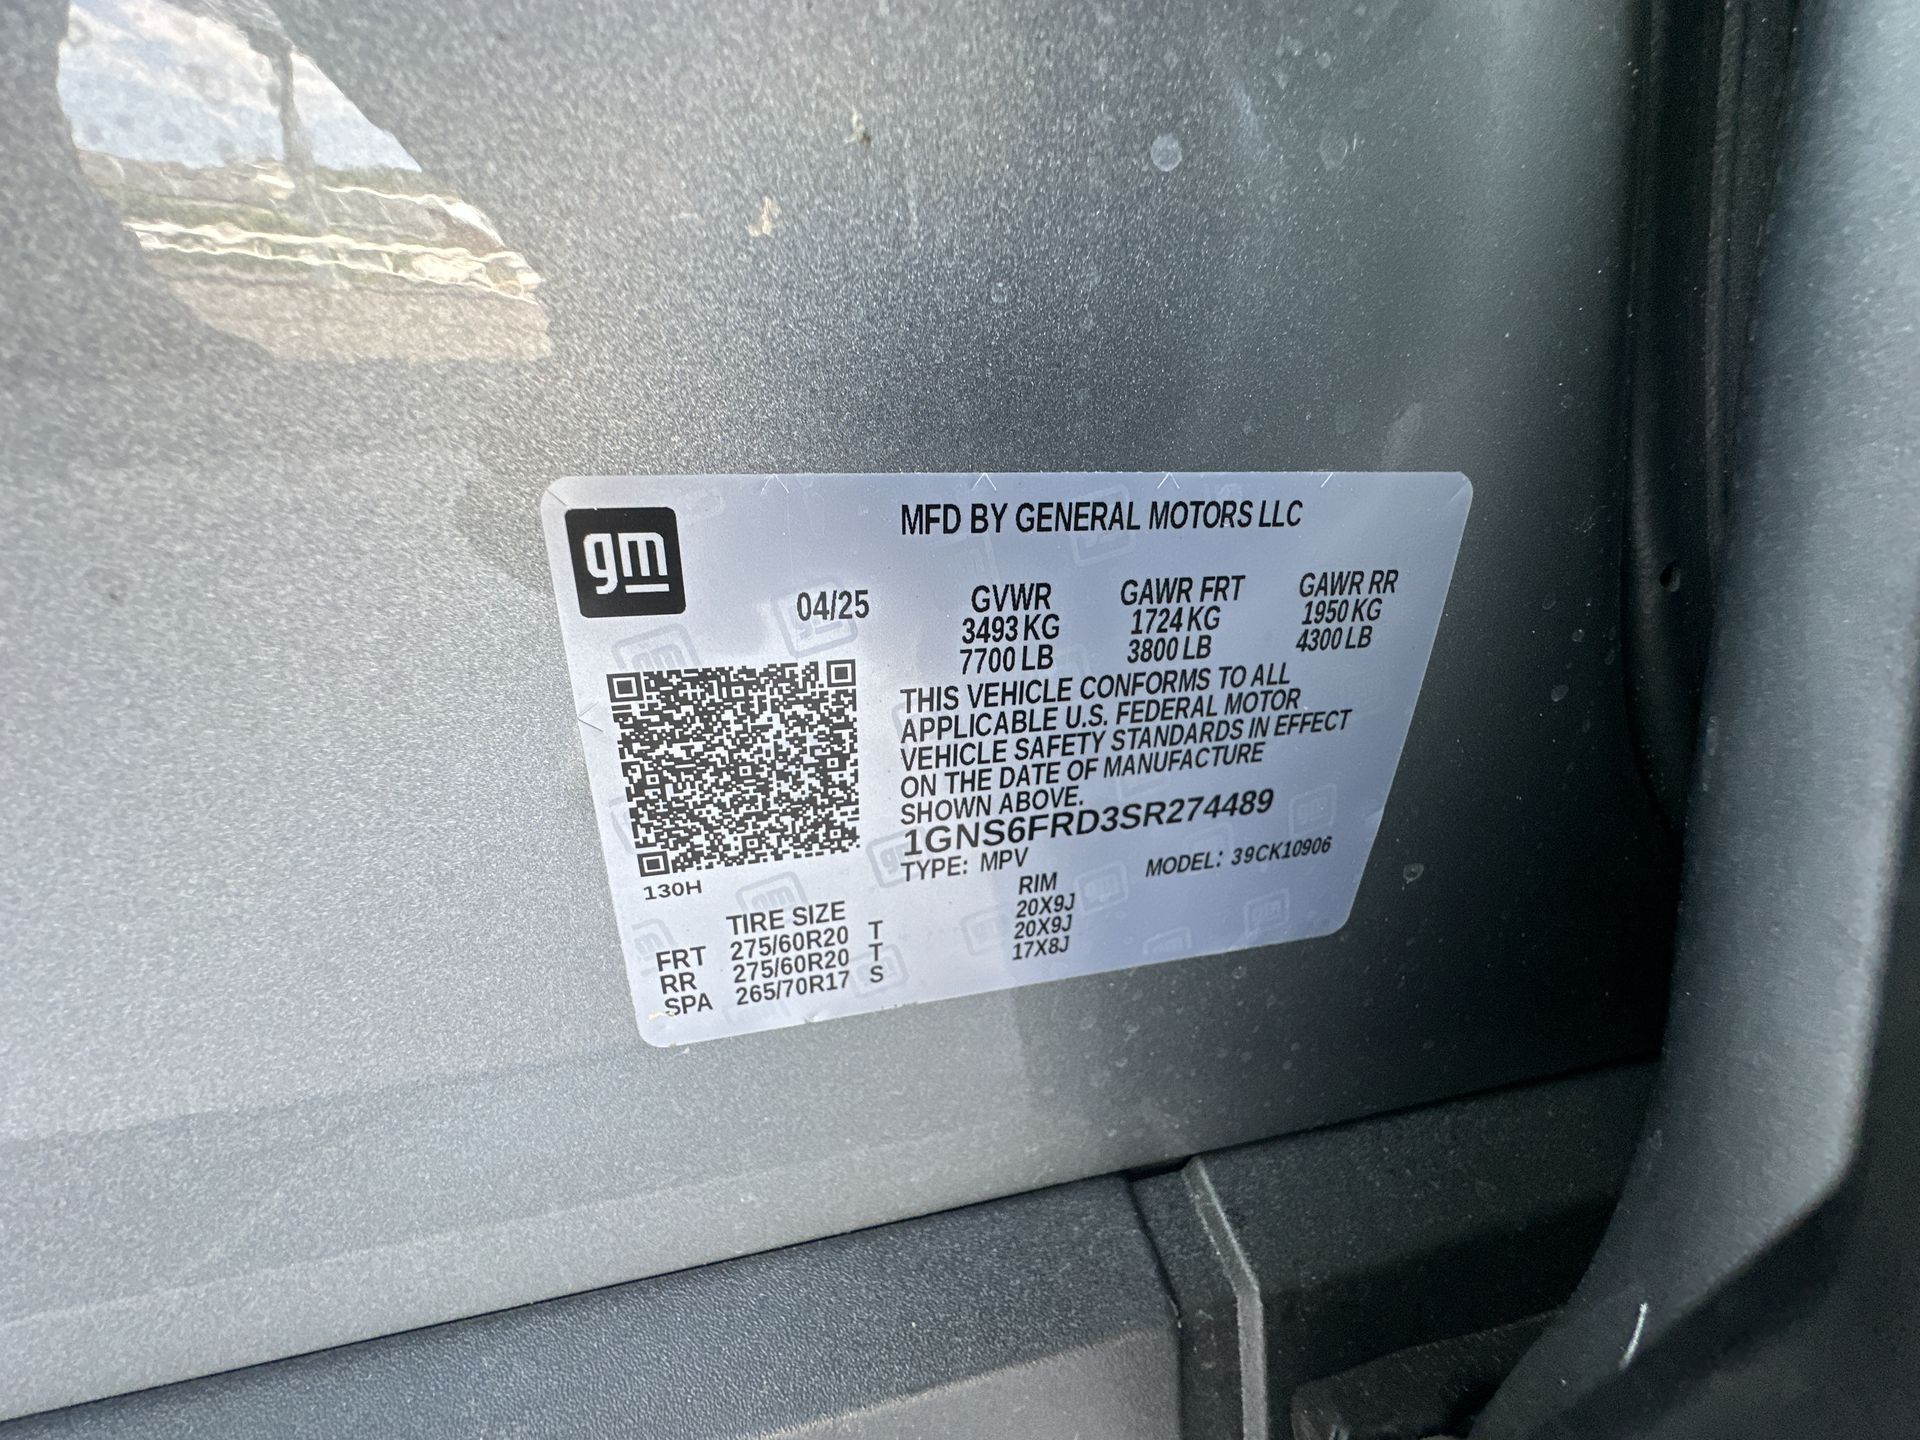 gm
MFD BY GENERAL MOTORS LLC
04/25
GVWR GAWR FRT GAWR RR
3493 KG 1724 KG 1950 KG
7700 LB 3800 LB 4300 LB
THIS VEHICLE CONFORMS TO ALL
APPLICABLE U.S. FEDERAL MOTOR
VEHICLE SAFETY STANDARDS IN EFFECT
ON THE DATE OF MANUFACTURE
SHOWN ABOVE.
1GNS6FRD3SR274489
TYPE: MPV MODEL: 39CK10906
130H
TIRE SIZE RIM
FRT 275/60R20 T 20X9J
RR 275/60R20 T 20X9J
SPA 265/70R17 S 17X8J